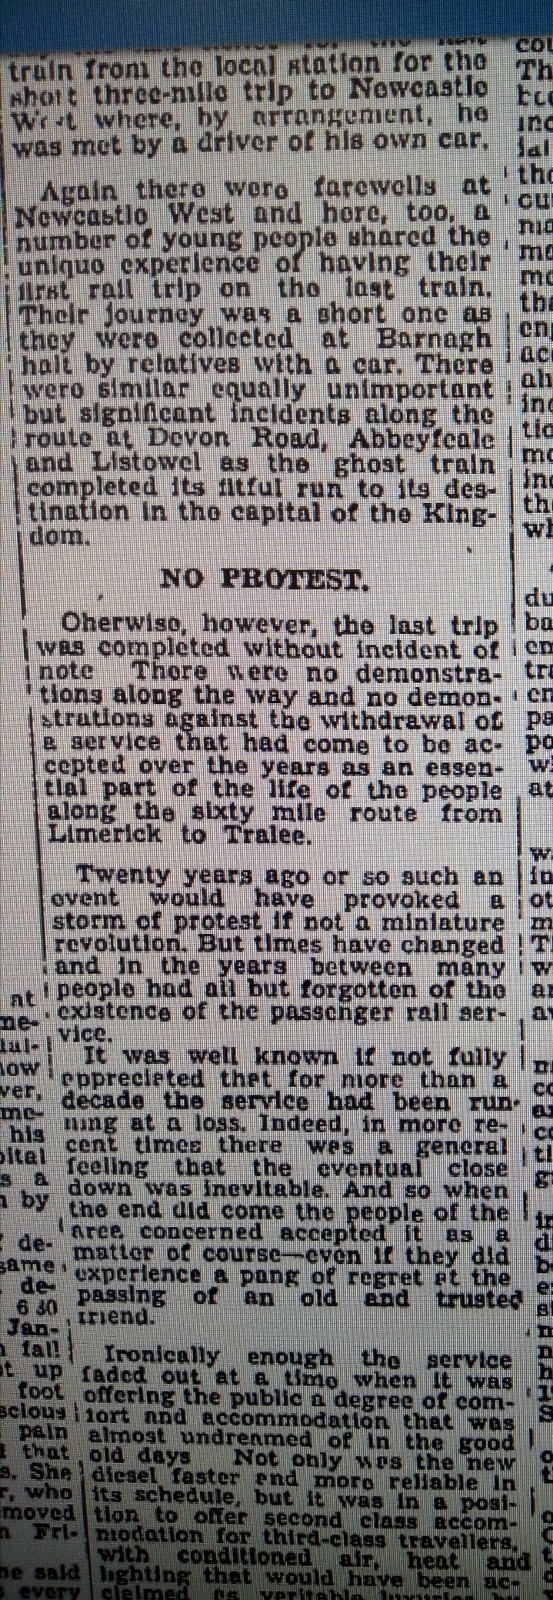 train from the local station for the
short three-mile trip to Newcastle
West where, by arrangement, he
was met by a driver of his own car.
Again there were farewells at
Newcastle West and here, too, a
number of young people shared the
unique experience of having their
first rail trip on the last train.
Their journey was a short one as
they were collected at Barnagh
halt by relatives with a car. There
were similar equally unimportant
but significant incidents along the
route at Devon Road, Abbeyfeale
and Listowel as the ghost train
completed its fitful run to its des-
tination in the capital of the King-
dom.
NO PROTEST.
Oherwise, however, the last trip
was completed without incident of
note There were no demonstra-
tions along the way and no demon-
strations against the withdrawal of
a service that had come to be ac-
cepted over the years as an essen-
tial part of the life of the people
along the sixty mile route from
Limerick to Tralee.
Twenty years ago or so such an
event would have provoked a
storm of protest if not a miniature
revolution. But times have changed
and in the years between many
people had all but forgotten of the
existence of the passenger rail ser-
vice.
It was well known if not fully
appreciated that for more than a
decade the service had been run-
ning at a loss. Indeed, in more re-
cent times there was a general
feeling that the eventual close
down was inevitable. And so when
the end did come the people of the
area concerned accepted it as a
matter of course—even if they did
experience a pang of regret at the
passing of an old and trusted
friend.
Ironically enough the service
faded out at a time when it was
offering the public a degree of com-
fort and accommodation that was
almost undreamed of in the good
old days Not only was the new
diesel faster and more reliable in
its schedule, but it was in a posi-
tion to offer second class accom-
modation for third-class travellers,
with conditioned air, heat and
lighting that would have been ac-
claimed as veritable luxuries